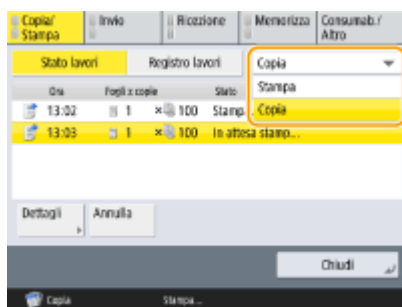 Copia/
Stampa
Invio
Ricezione
Memorizza
Consumab./
Altro
Stato lavori
Registro lavori
Copia
Stampa
Copia
Ora
Fogli x copie
Stato
13:02
1
×
100
Stamp
13:03
1
×
100
In attesa stamp...
Dettagli
Annulla
Chiudi
Copia
Stampa...